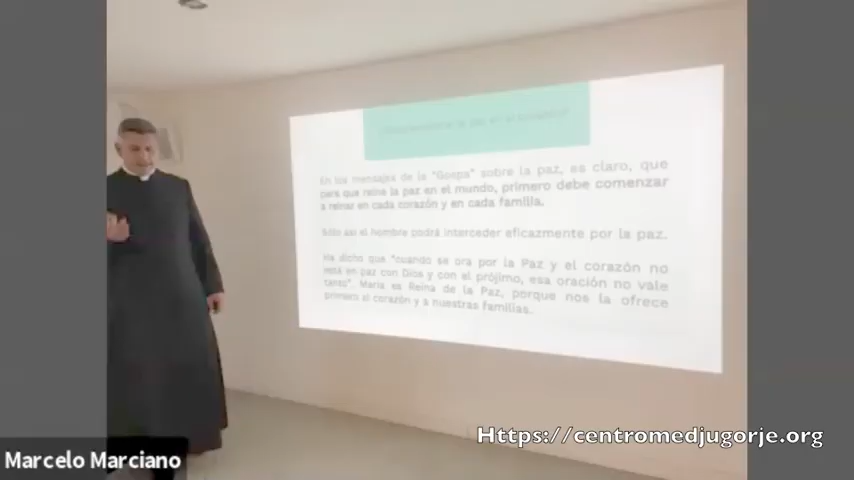 En los mensajes de la "Gospa" sobre la paz, es claro, que
para que reine la paz en el mundo, primero debe comenzar
a reinar en cada corazón y en cada familia.
Sólo así el hombre podrá interceder eficazmente por la paz.
Ha dicho que "cuando se ora por la Paz y el corazón no
está en paz con Dios y con el prójimo, esa oración no vale
tanto". María es Reina de la Paz, porque nos la ofrece
primero al corazón y a nuestras familias.
Https://centromedjugorje.org
Marcelo Marciano